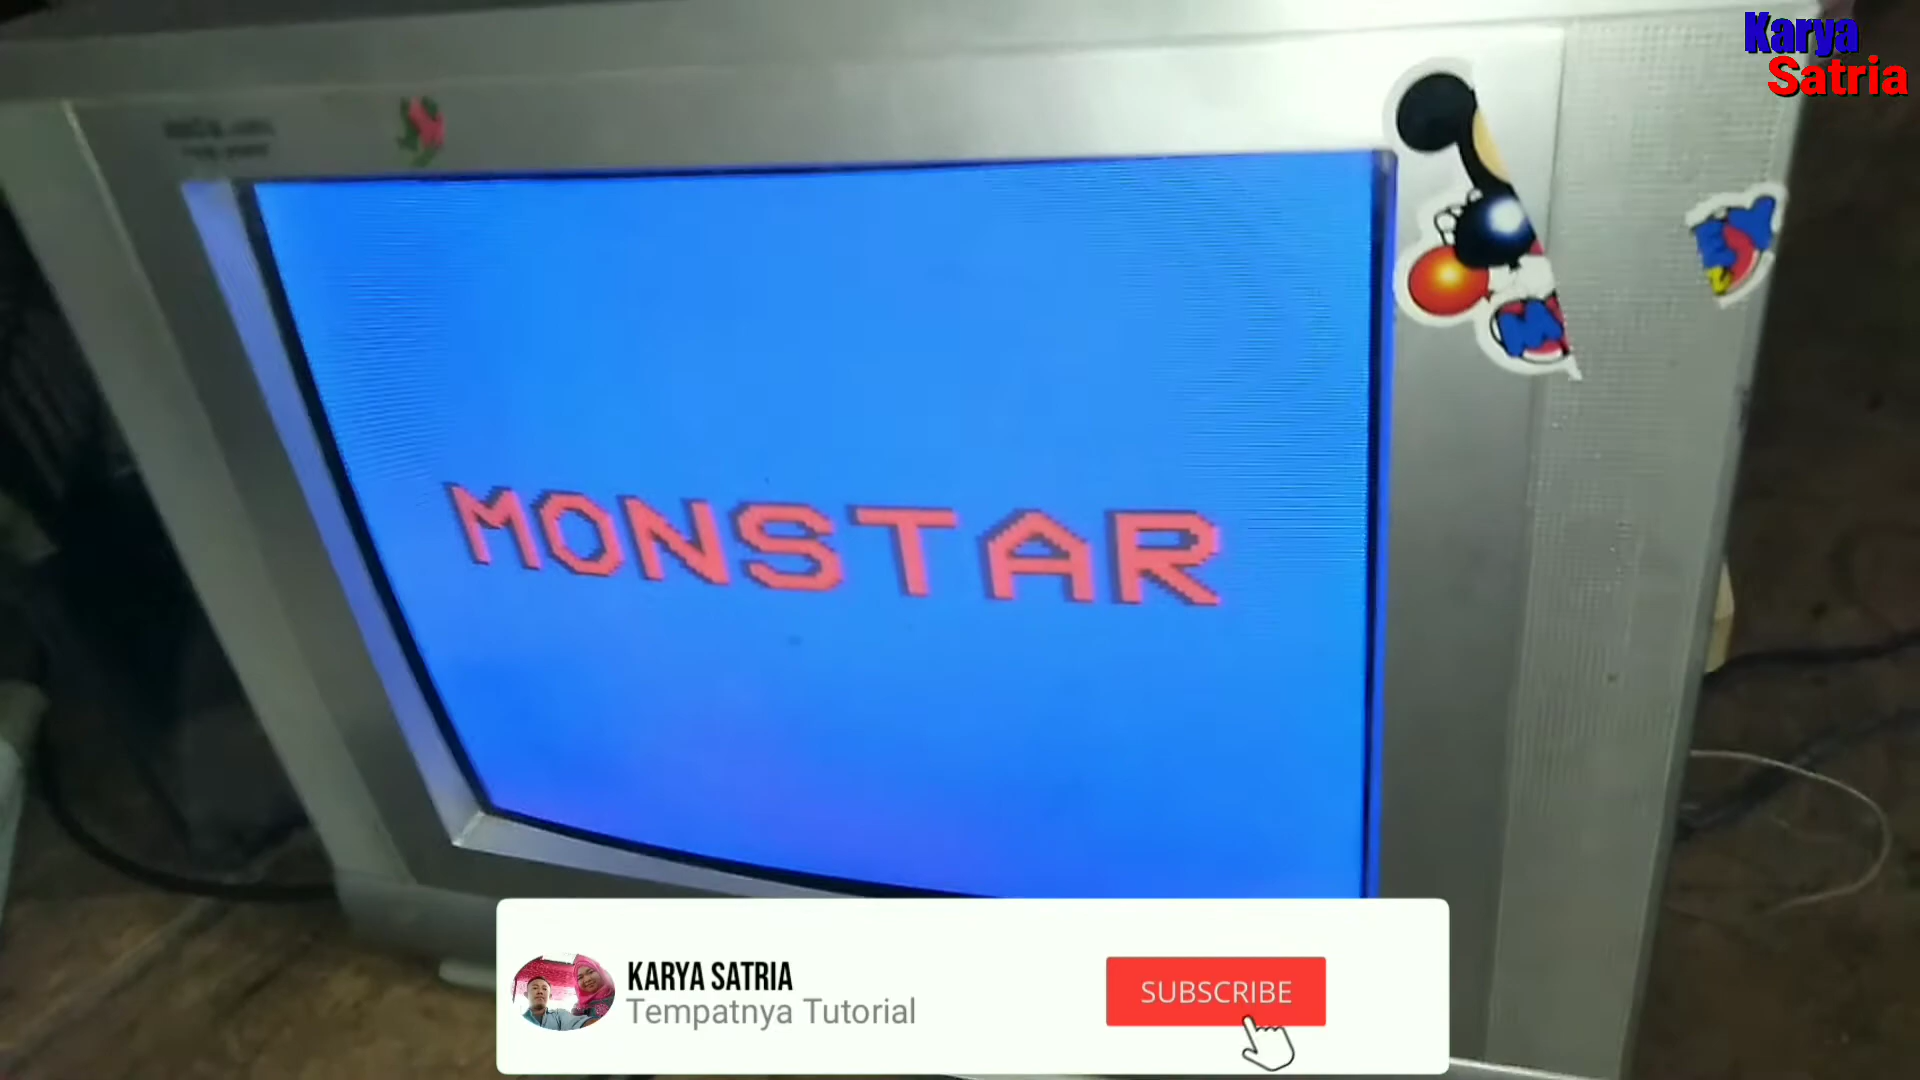 Karya
Satria
MONSTAR
KARYA SATRIA
Tempatnya Tutorial
SUBSCRIBE